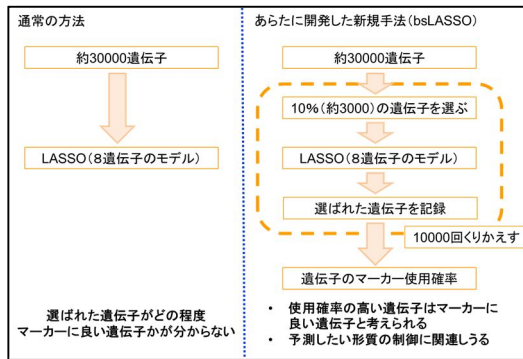 通常の方法
約30000遺伝子
LASSO(8遺伝子のモデル)
選ばれた遺伝子がどの程度
マーカーに良い遺伝子かが分からない
あらたに開発した新規手法(bsLASSO)
約30000遺伝子
10%(約3000)の遺伝子を選ぶ
LASSO(8遺伝子のモデル)
選ばれた遺伝子を記録
10000回くりかえす
遺伝子のマーカー使用確率
• 使用確率の高い遺伝子はマーカーに
良い遺伝子と考えられる
• 予測したい形質の制御に関連しうる